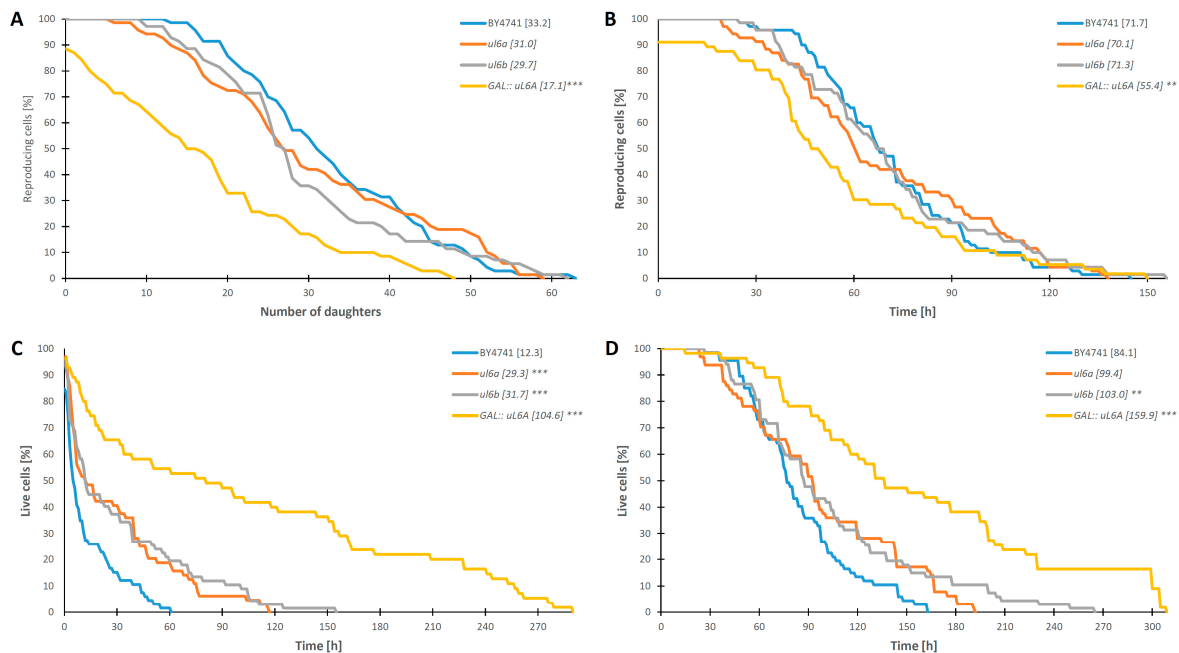 A
BY4741 [33.2]
ul6a [31.0]
ul6b [29.7]
GAL:: uL6A [17.1]***
Reproducing cells [%]
100
90
80
70
60
50
40
30
20
10
0
0 10 20 30 40 50 60
Number of daughters
B
BY4741 [71.7]
ul6a [70.1]
ul6b [71.3]
GAL:: uL6A [55.4] **
Reproducing cells [%]
100
90
80
70
60
50
40
30
20
10
0
0 30 60 90 120 150
Time [h]
C
BY4741 [12.3]
ul6a [29.3] ***
ul6b [31.7] ***
GAL:: uL6A [104.6] ***
Live cells [%]
100
90
80
70
60
50
40
30
20
10
0
0 30 60 90 120 150 180 210 240 270
Time [h]
D
BY4741 [84.1]
ul6a [99.4]
ul6b [103.0] **
GAL:: uL6A [159.9] ***
Live cells [%]
100
90
80
70
60
50
40
30
20
10
0
0 30 60 90 120 150 180 210 240 270 300
Time [h]